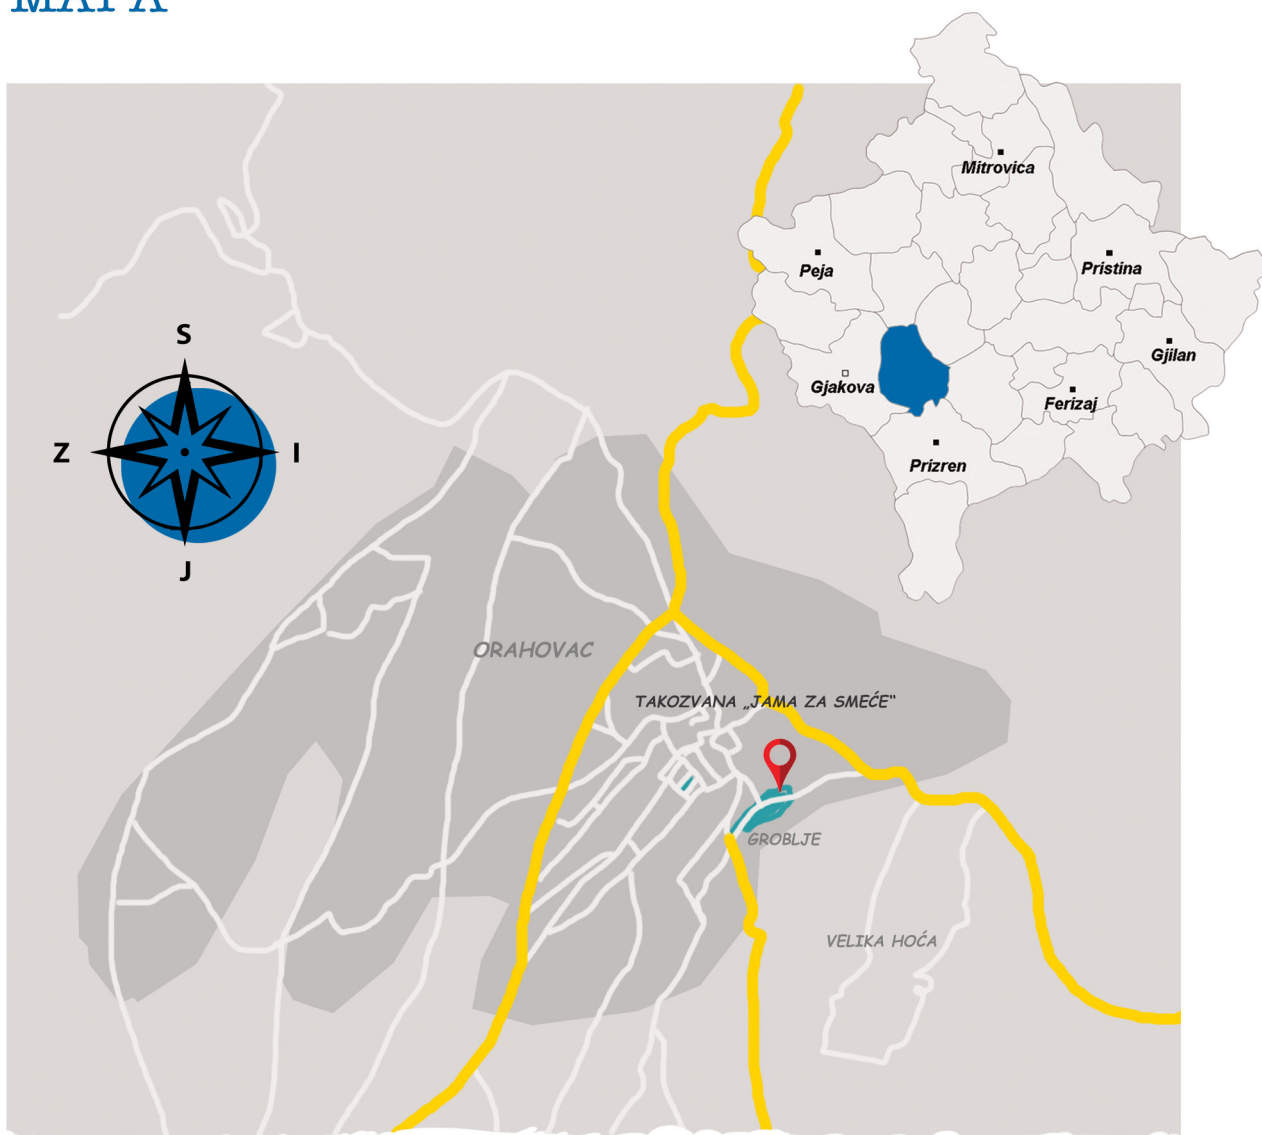 MAPA
Mitrovica
Peja
Pristina
S
Gjilan
Gjakova
Ferizaj
Z
I
Prizren
J
ORAHOVAC
TAKOZVANA „JAMA ZA SMEĆE“
GROBLJE
VELIKA HOĆA